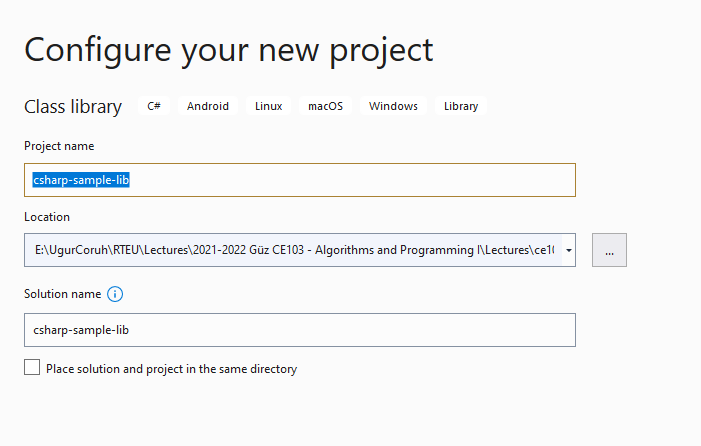 Configure your new project
Class library C# Android Linux macOS Windows Library
Project name
csharp-sample-lib
Location
E:\UgurCoruh\RTEU\Lectures\2021-2022 Güz CE103 - Algorithms and Programming I\Lectures\ce10 ...
Solution name
csharp-sample-lib
Place solution and project in the same directory